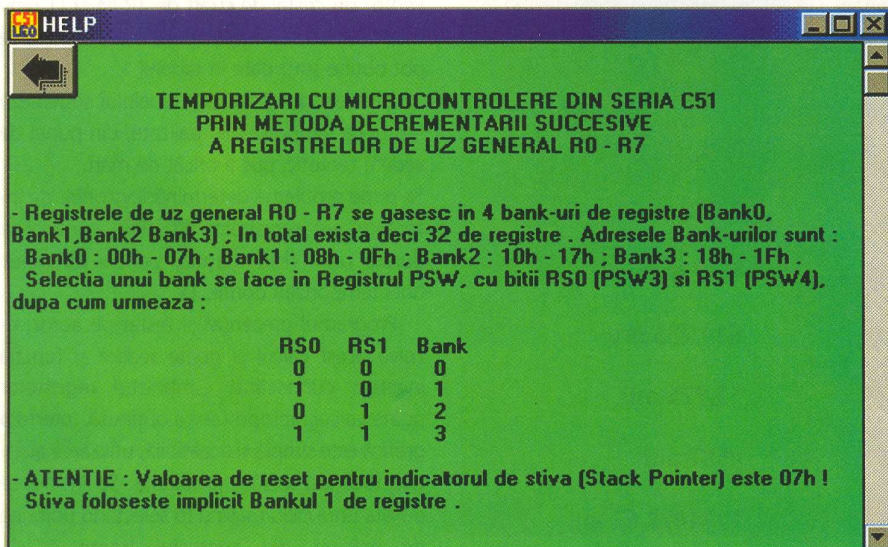 C51
LEO
HELP
TEMPORIZARI CU MICROCONTROLERE DIN SERIA C51
PRIN METODA DECREMENTARII SUCCESIVE
A REGISTRELOR DE UZ GENERAL R0 - R7
- Registrele de uz general R0 - R7 se gasesc in 4 bank-uri de registre (Bank0,
Bank1,Bank2 Bank3) ; In total exista deci 32 de registre . Adresele Bank-urilor sunt :
Bank0 : 00h - 07h ; Bank1 : 08h - 0Fh ; Bank2 : 10h - 17h ; Bank3 : 18h - 1Fh .
Selectia unui bank se face in Registrul PSW, cu bitii RS0 (PSW3) si RS1 (PSW4),
dupa cum urmeaza :
RS0 RS1 Bank
0 0 0
1 0 1
0 1 2
1 1 3
- ATENTIE : Valoarea de reset pentru indicatorul de stiva (Stack Pointer) este 07h !
Stiva foloseste implicit Bankul 1 de registre .